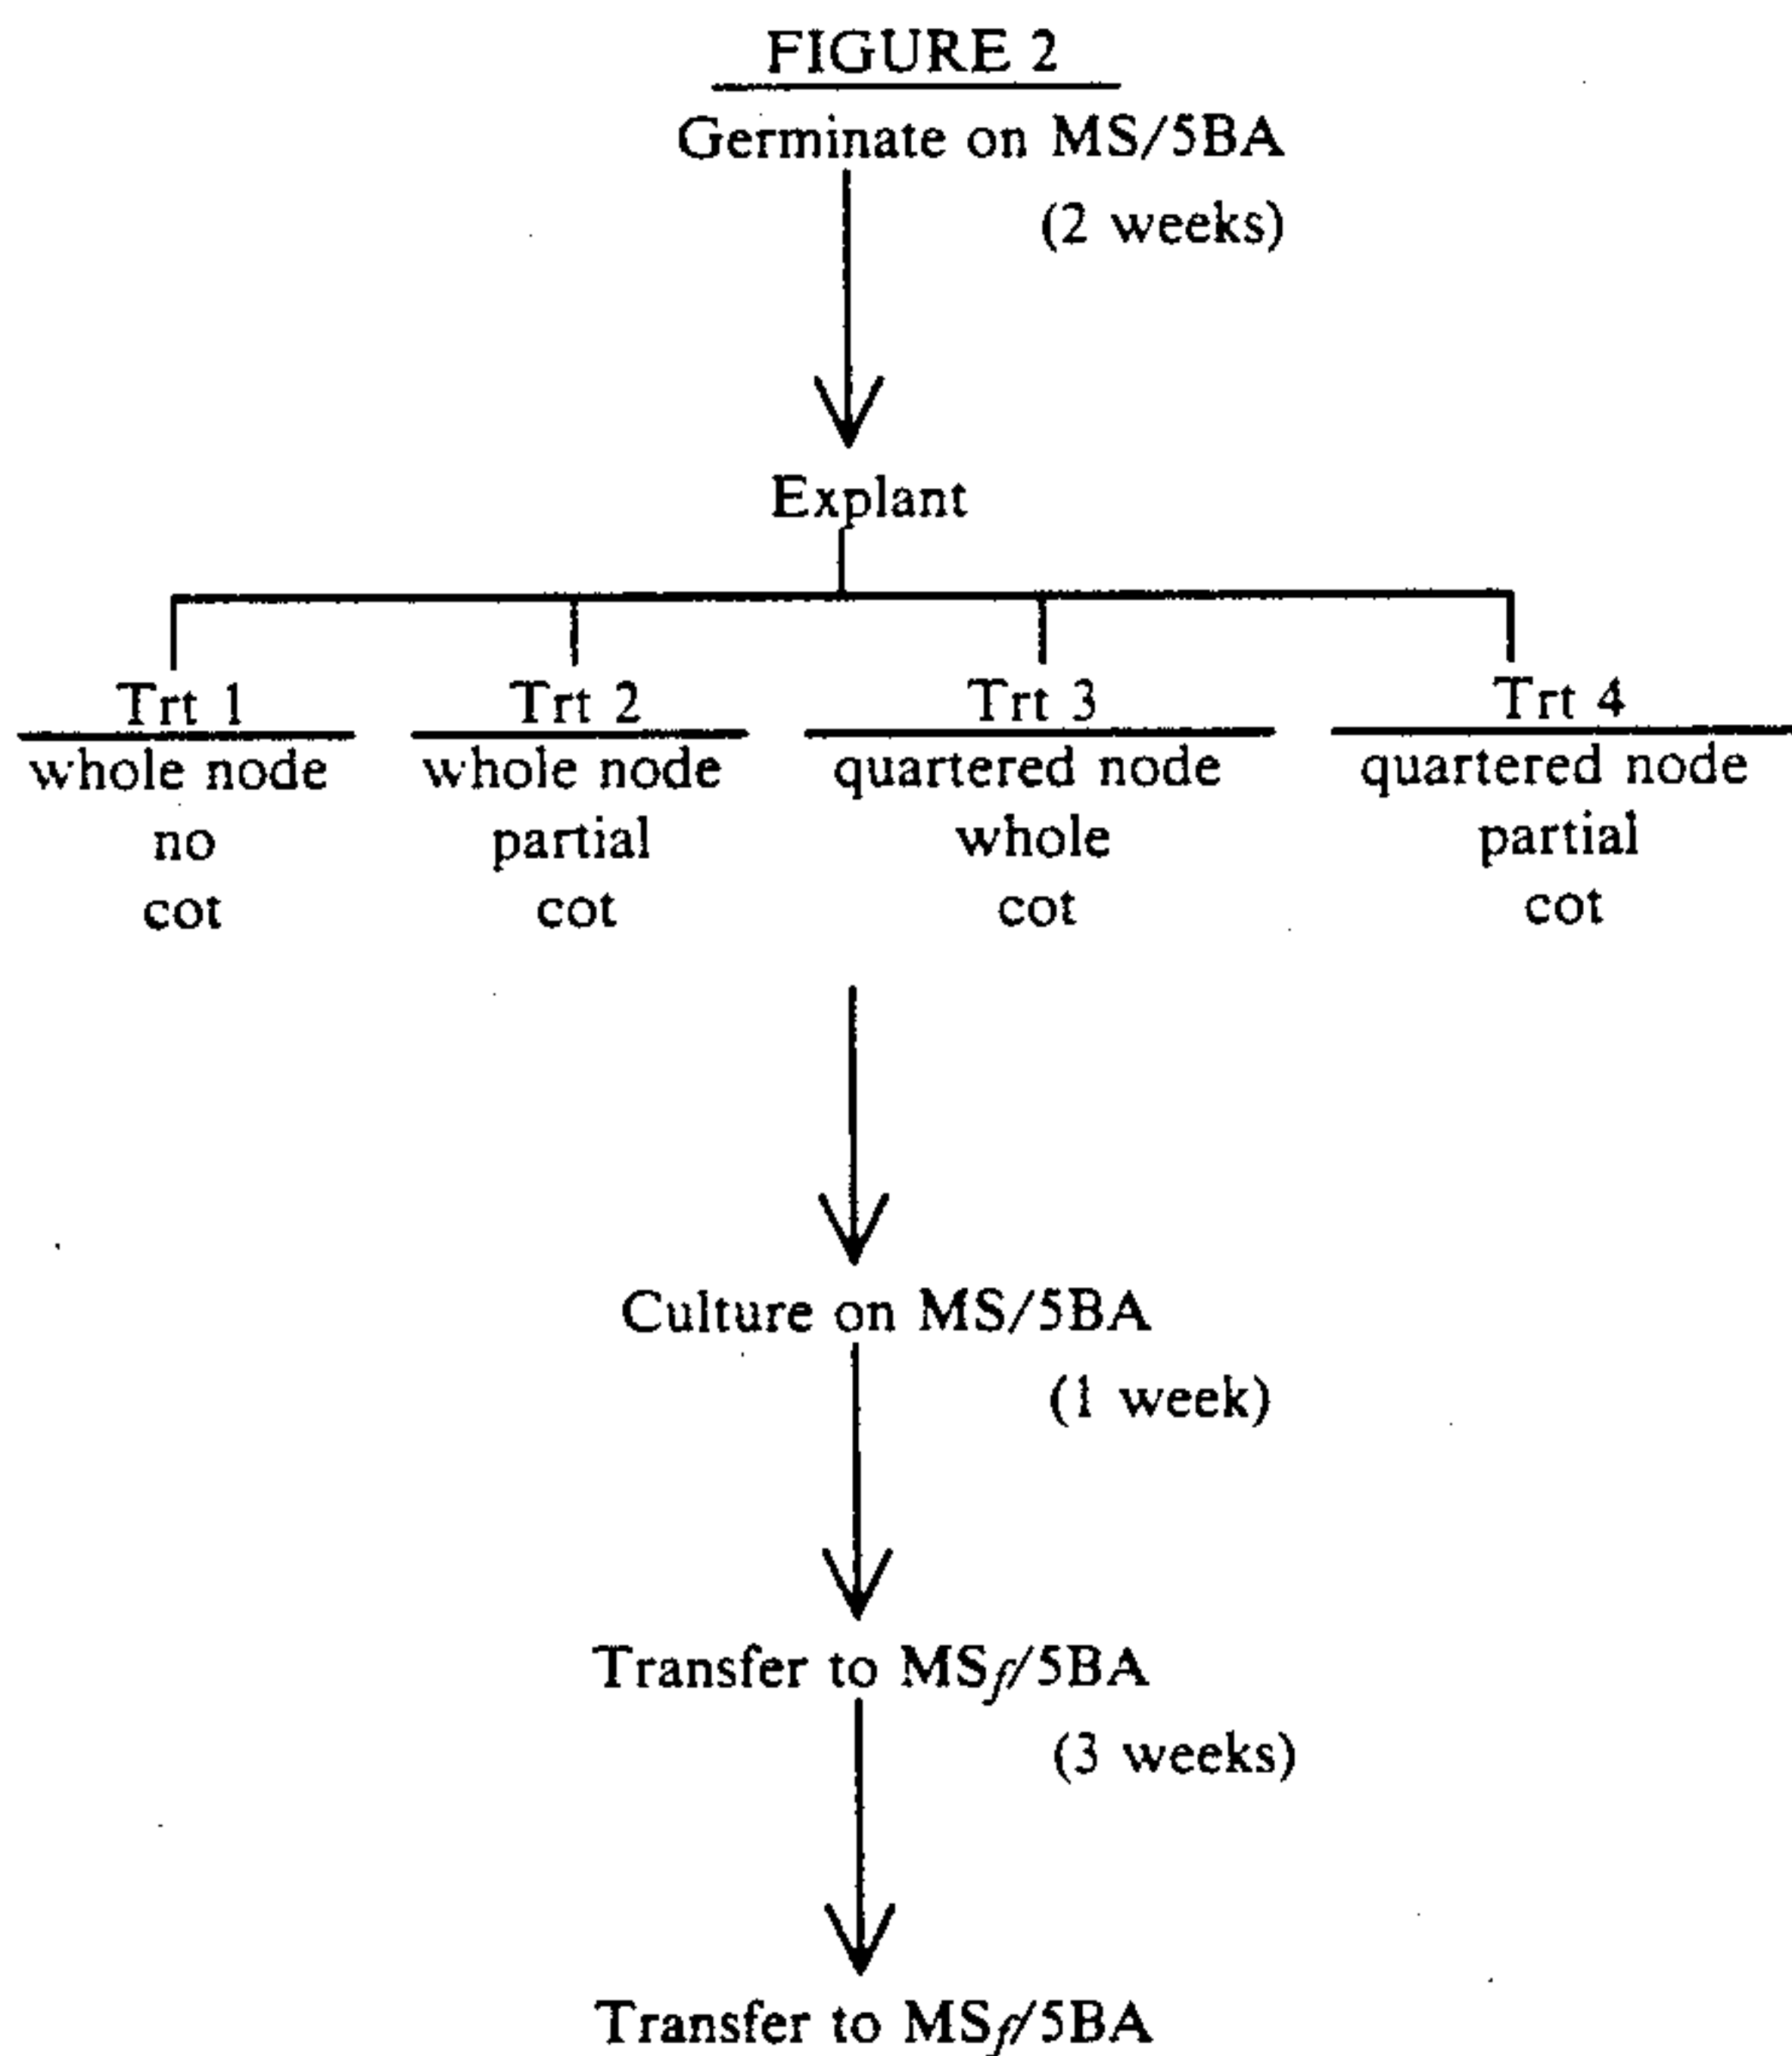 FIGURE 2
Germinate on MS/5BA
(2 weeks)
Explant
Trt 1
whole node
no
cot
Trt 2
whole node
partial
cot
Trt 3
quartered node
whole
cot
Trt 4
quartered node
partial
cot
Culture on MS/5BA
(1 week)
Transfer to MSf/5BA
(3 weeks)
Transfer to MSf/5BA